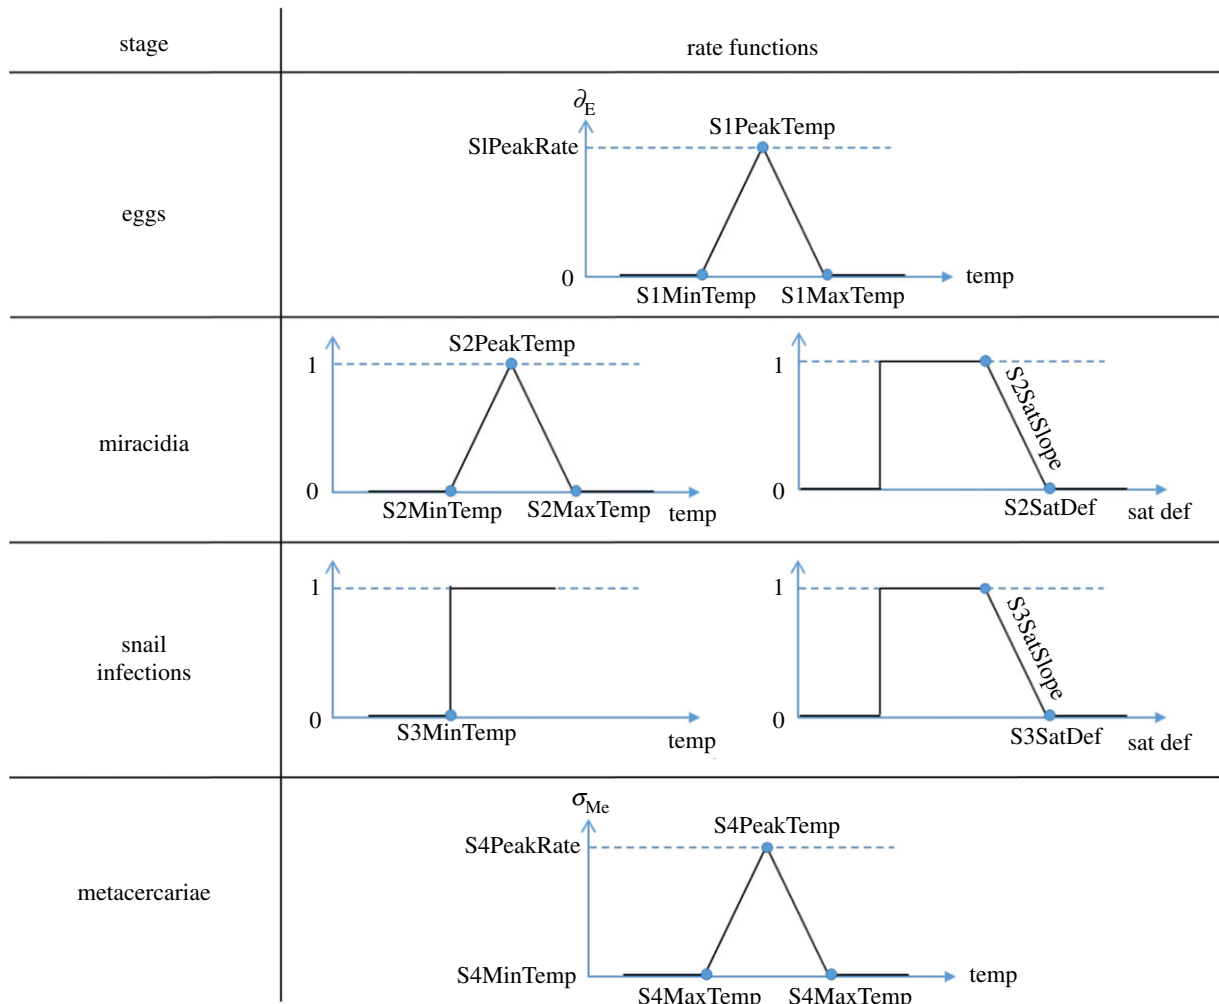 stage
rate functions
eggs
∂E
S1PeakTemp
SlPeakRate
0
S1MinTemp
S1MaxTemp
temp
miracidia
1
S2PeakTemp
0
S2MinTemp
S2MaxTemp
temp
1
S2SatSlope
0
S2SatDef
sat def
snail
infections
1
0
S3MinTemp
temp
1
S3SatSlope
0
S3SatDef
sat def
metacercariae
σMe
S4PeakTemp
S4PeakRate
S4MinTemp
S4MaxTemp
S4MaxTemp
temp